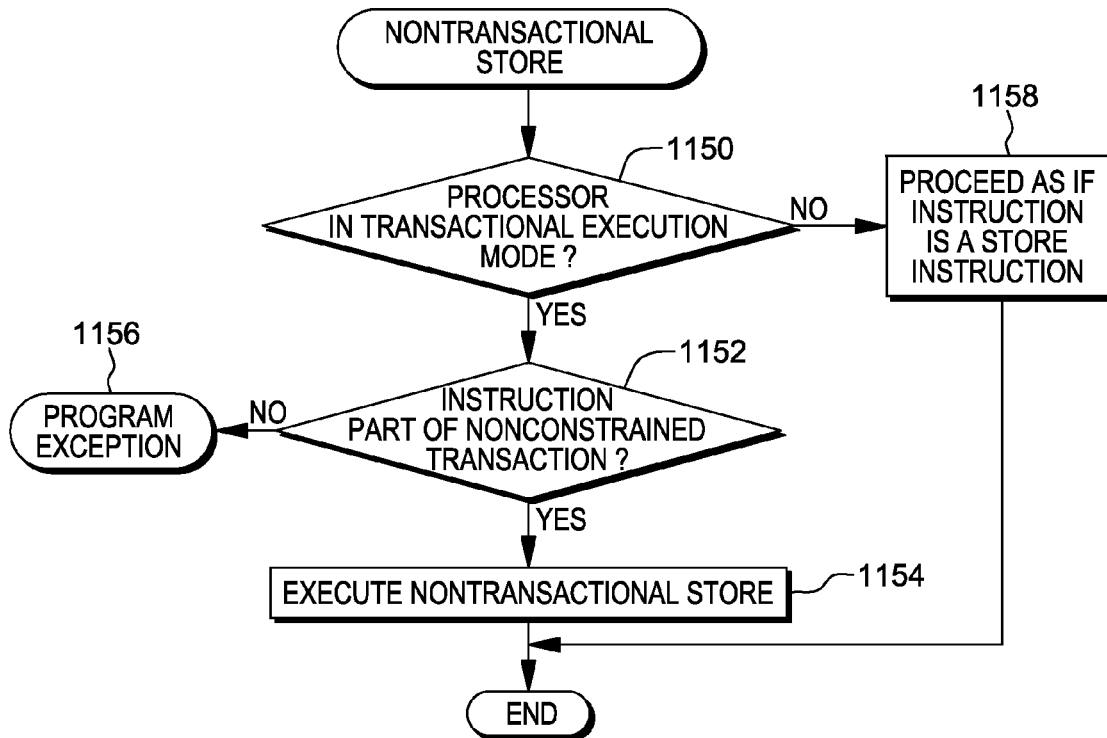 NONTRANSACTIONAL
STORE
1150
1158
PROCESSOR
IN TRANSACTIONAL EXECUTION
MODE ?
NO
PROCEED AS IF
INSTRUCTION
IS A STORE
INSTRUCTION
YES
1156
1152
PROGRAM
EXCEPTION
NO
INSTRUCTION
PART OF NONCONSTRAINED
TRANSACTION ?
YES
EXECUTE NONTRANSACTIONAL STORE
1154
END